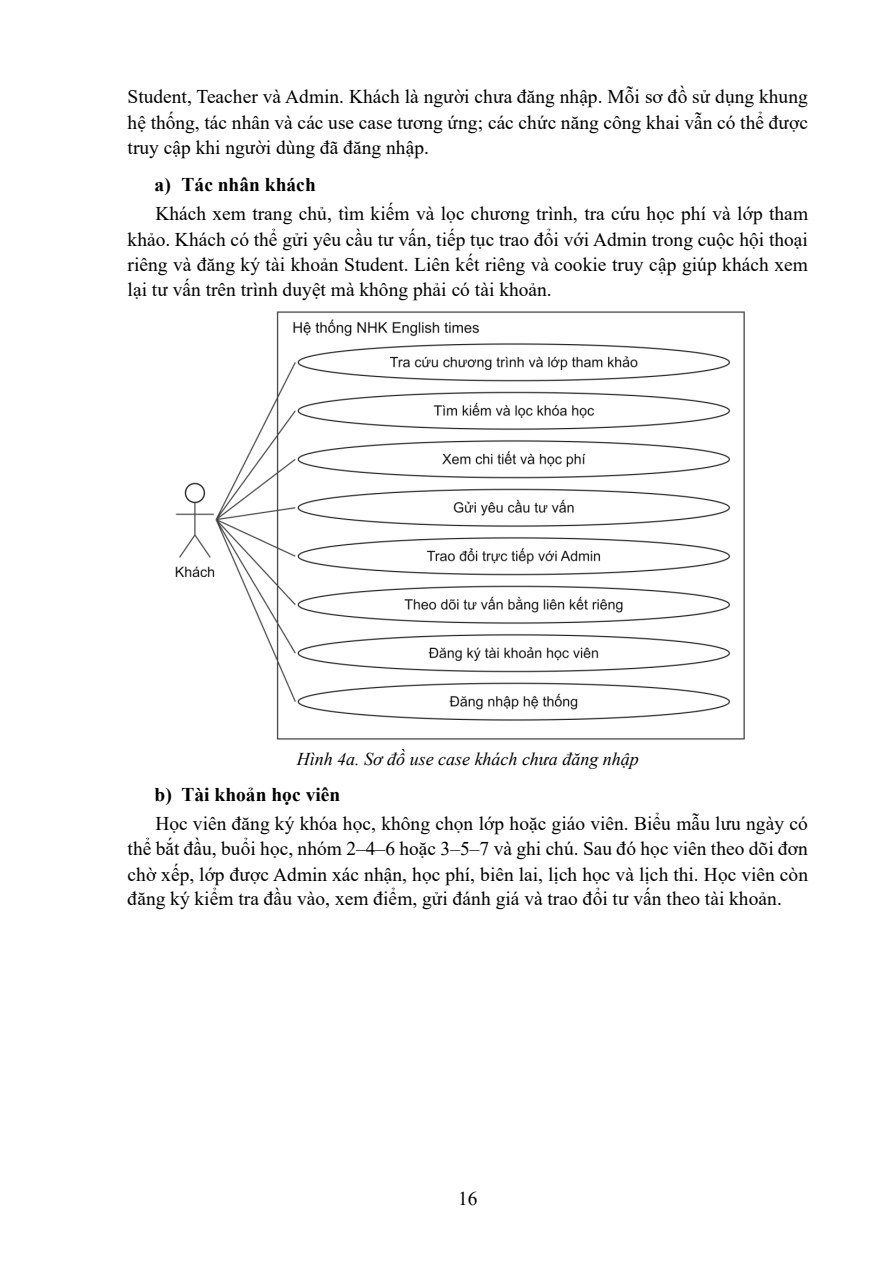 Student, Teacher và Admin. Khách là người chưa đăng nhập. Mỗi sơ đồ sử dụng khung
hệ thống, tác nhân và các use case tương ứng; các chức năng công khai vẫn có thể được
truy cập khi người dùng đã đăng nhập.
a) Tác nhân khách
Khách xem trang chủ, tìm kiếm và lọc chương trình, tra cứu học phí và lớp tham
khảo. Khách có thể gửi yêu cầu tư vấn, tiếp tục trao đổi với Admin trong cuộc hội thoại
riêng và đăng ký tài khoản Student. Liên kết riêng và cookie truy cập giúp khách xem
lại tư vấn trên trình duyệt mà không phải có tài khoản.
Hệ thống NHK English times
Tra cứu chương trình và lớp tham khảo
Tìm kiếm và lọc khóa học
Xem chi tiết và học phí
Gửi yêu cầu tư vấn
Trao đổi trực tiếp với Admin
Khách
Theo dõi tư vấn bằng liên kết riêng
Đăng ký tài khoản học viên
Đăng nhập hệ thống
Hình 4a. Sơ đồ use case khách chưa đăng nhập
b) Tài khoản học viên
Học viên đăng ký khóa học, không chọn lớp hoặc giáo viên. Biểu mẫu lưu ngày có
thể bắt đầu, buổi học, nhóm 2–4–6 hoặc 3–5–7 và ghi chú. Sau đó học viên theo dõi đơn
chờ xếp, lớp được Admin xác nhận, học phí, biên lai, lịch học và lịch thi. Học viên còn
đăng ký kiểm tra đầu vào, xem điểm, gửi đánh giá và trao đổi tư vấn theo tài khoản.
16